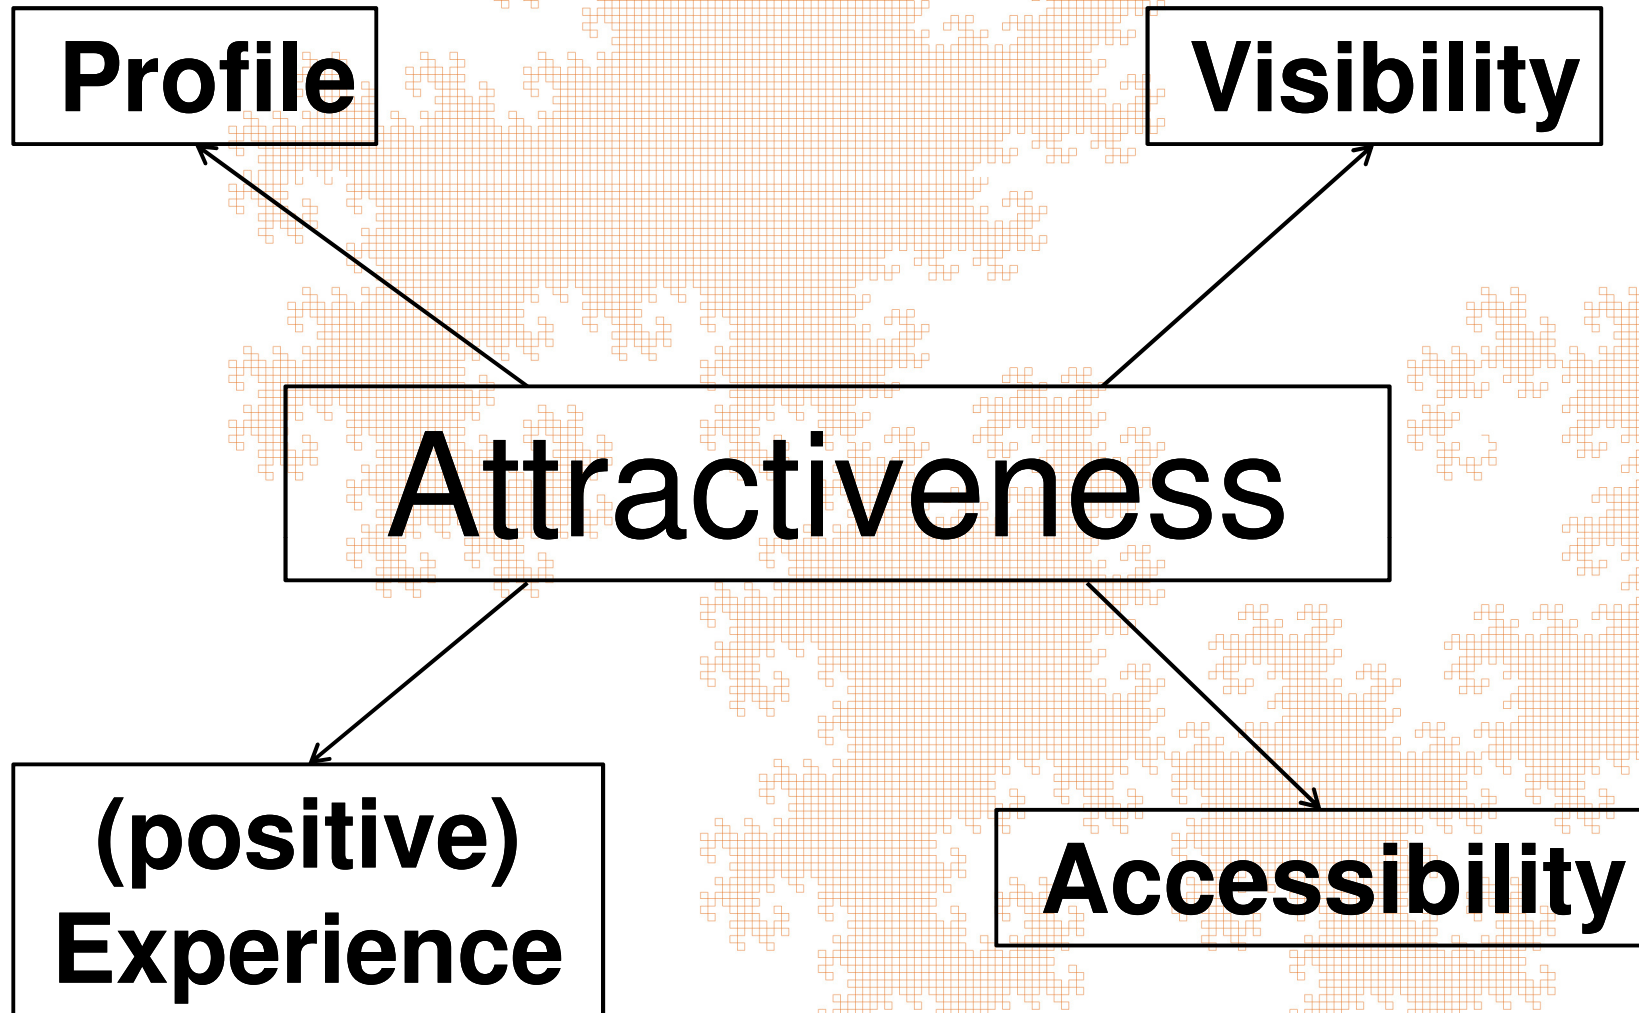 Profile
Visibility
Attractiveness
(positive)
Experience
Accessibility